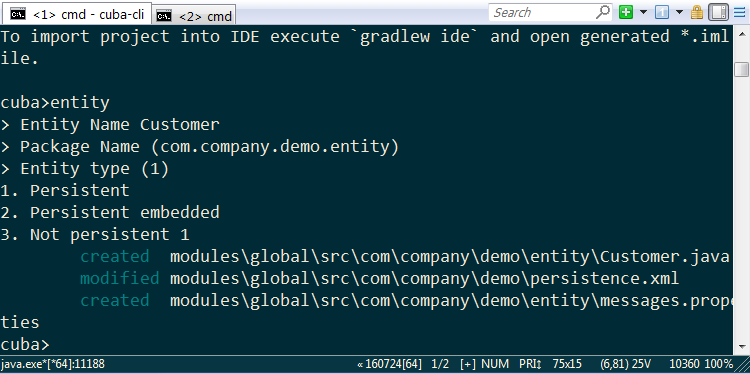 <1> cmd - cuba-cli
<2> cmd
Search
1
To import project into IDE execute `gradlew ide` and open generated *.iml
ile.
cuba>entity
> Entity Name Customer
> Package Name (com.company.demo.entity)
> Entity type (1)
1. Persistent
2. Persistent embedded
3. Not persistent 1
created modules\global\src\com\company\demo\entity\Customer.java
modified modules\global\src\com\company\demo\persistence.xml
created modules\global\src\com\company\demo\entity\messages.prope
ties
cuba>
java.exe*[*64]:11188 « 160724[64] 1/2 [+] NUM PRI↕ 75x15 (6,81) 25V 10360 100%